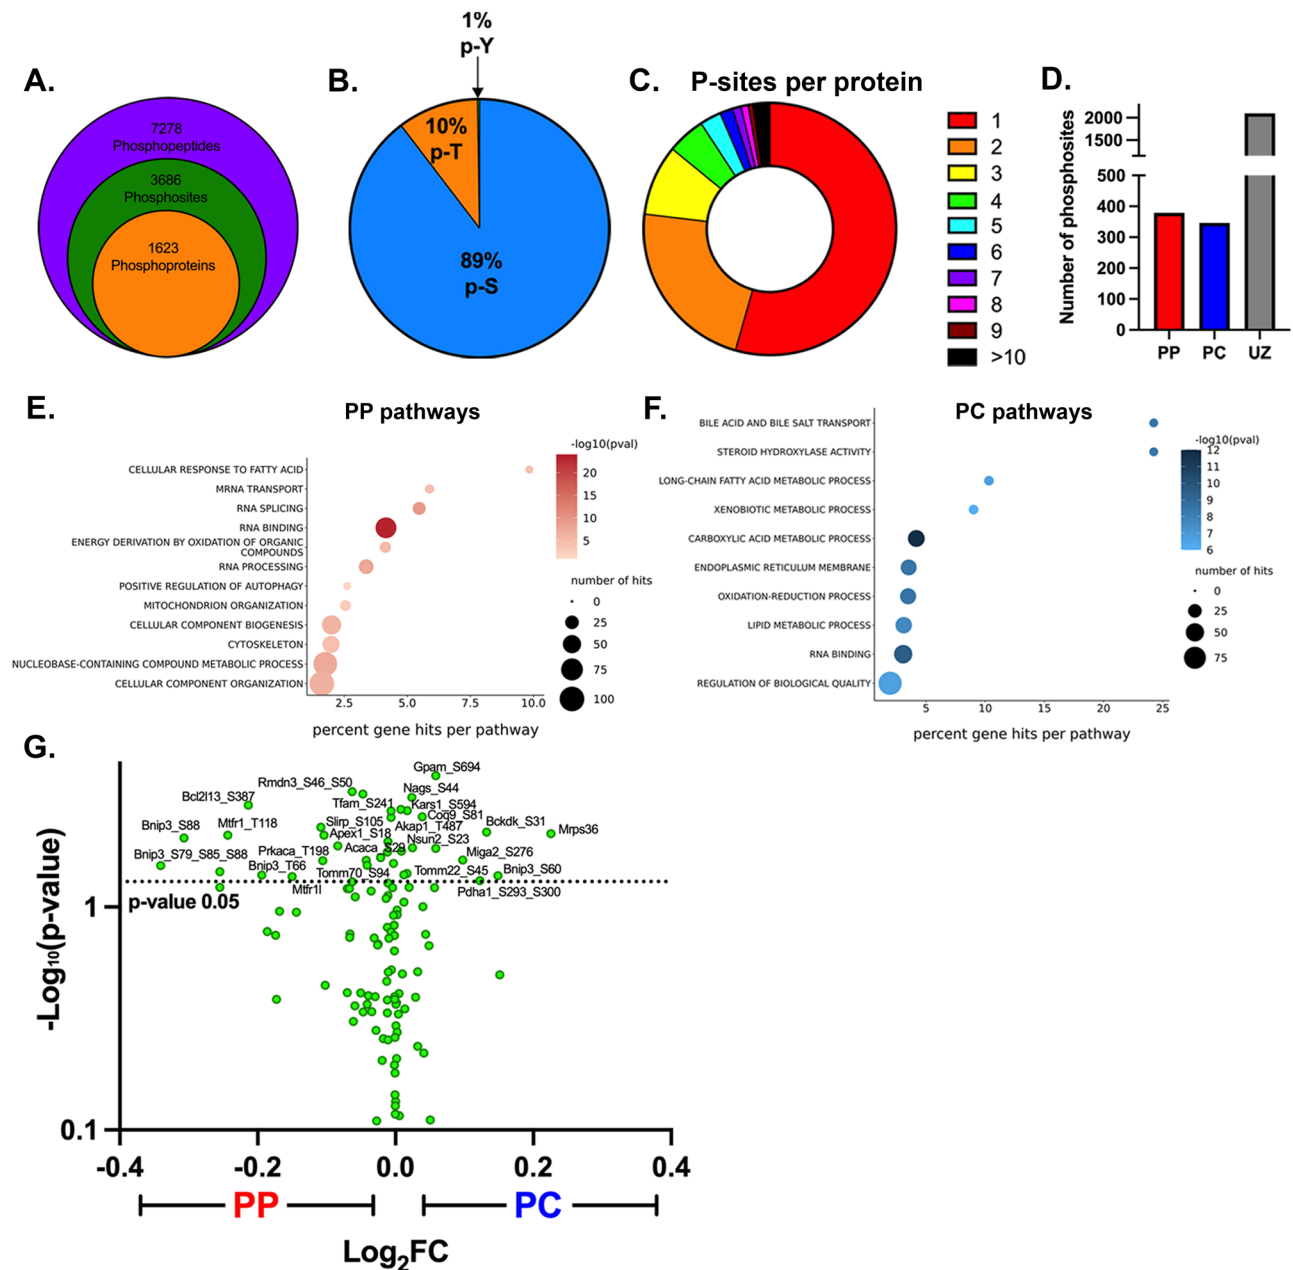 A.
7278
Phosphopeptides
3686
Phosphosites
1623
Phosphoproteins
B.
1%
p-Y
10%
p-T
89%
p-S
C.
P-sites per protein
1
2
3
4
5
6
7
8
9
>10
D.
Number of phosphosites
2000
1500
500
400
300
200
100
0
PP
PC
UZ
E.
PP pathways
CELLULAR RESPONSE TO FATTY ACID
MRNA TRANSPORT
RNA SPLICING
RNA BINDING
ENERGY DERIVATION BY OXIDATION OF ORGANIC
COMPOUNDS
RNA PROCESSING
POSITIVE REGULATION OF AUTOPHAGY
MITOCHONDRION ORGANIZATION
CELLULAR COMPONENT BIOGENESIS
CYTOSKELETON
NUCLEOBASE-CONTAINING COMPOUND METABOLIC PROCESS
CELLULAR COMPONENT ORGANIZATION
2.5
5.0
7.5
10.0
percent gene hits per pathway
-log10(pval)
20
15
10
5
number of hits
0
25
50
75
100
F.
PC pathways
BILE ACID AND BILE SALT TRANSPORT
STEROID HYDROXYLASE ACTIVITY
LONG-CHAIN FATTY ACID METABOLIC PROCESS
XENOBIOTIC METABOLIC PROCESS
CARBOXYLIC ACID METABOLIC PROCESS
ENDOPLASMIC RETICULUM MEMBRANE
OXIDATION-REDUCTION PROCESS
LIPID METABOLIC PROCESS
RNA BINDING
REGULATION OF BIOLOGICAL QUALITY
5
10
15
20
25
percent gene hits per pathway
-log10(pval)
12
11
10
9
8
7
6
number of hits
0
25
50
75
G.
-Log10(p-value)
1
0.1
Gpam_S694
Rmdn3_S46_S50
Nags_S44
Bcl2l13_S387
Tfam_S241
Kars1_S594
Coq9_S81
Bnip3_S88
Mtfr1_T118
Slirp_S105
Akap1_T487
Bckdk_S31
Mrps36
Apex1_S18
Nsun2_S23
Bnip3_S79_S85_S88
Prkaca_T198
Acaca_S29
Miga2_S276
Bnip3_T66
Tomm70_S94
Tomm22_S45
Bnip3_S60
Mtfr1l
Pdha1_S293_S300
p-value 0.05
-0.4
-0.2
0.0
0.2
0.4
PP
PC
Log2FC